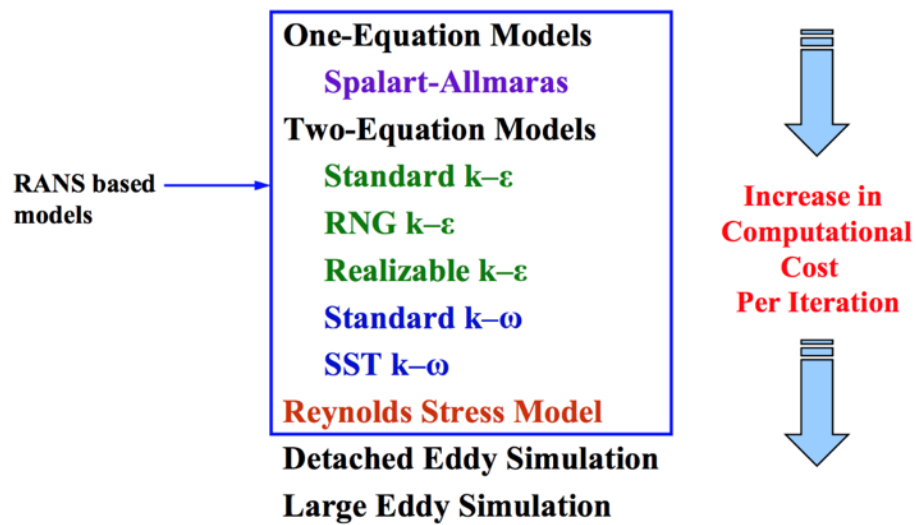 One-Equation Models
Spalart-Allmaras
Two-Equation Models
Standard k–ε
RNG k–ε
Realizable k–ε
Standard k–ω
SST k–ω
Reynolds Stress Model
Detached Eddy Simulation
Large Eddy Simulation
RANS based
models
Increase in
Computational
Cost
Per Iteration